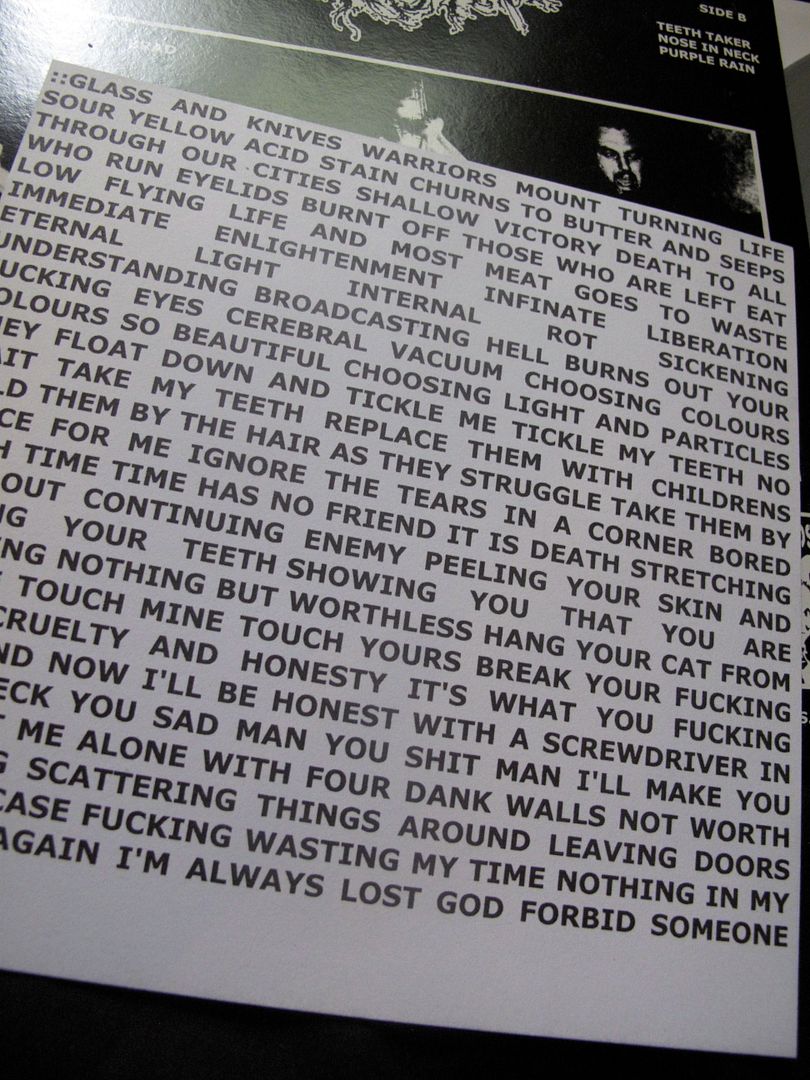 SIDE B
TEETH TAKER
NOSE IN NECK
PURPLE RAIN
::GLASS AND KNIVES WARRIORS MOUNT TURNING LIFE
SOUR YELLOW ACID STAIN CHURNS TO BUTTER AND SEEPS
THROUGH OUR CITIES SHALLOW VICTORY DEATH TO ALL
WHO RUN EYELIDS BURNT OFF THOSE WHO ARE LEFT EAT
LOW FLYING LIFE AND MOST MEAT GOES TO WASTE
IMMEDIATE ENLIGHTENMENT INFINATE LIBERATION
ETERNAL LIGHT INTERNAL ROT SICKENING
UNDERSTANDING BROADCASTING HELL BURNS OUT YOUR
UCKING EYES CEREBRAL VACUUM CHOOSING COLOURS
OLOURS SO BEAUTIFUL CHOOSING LIGHT AND PARTICLES
HEY FLOAT DOWN AND TICKLE ME TICKLE MY TEETH NO
AIT TAKE MY TEETH REPLACE THEM WITH CHILDRENS
LD THEM BY THE HAIR AS THEY STRUGGLE TAKE THEM BY
CE FOR ME IGNORE THE TEARS IN A CORNER BORED
H TIME TIME HAS NO FRIEND IT IS DEATH STRETCHING
OUT CONTINUING ENEMY PEELING YOUR SKIN AND
NG YOUR TEETH SHOWING YOU THAT YOU ARE
NG NOTHING BUT WORTHLESS HANG YOUR CAT FROM
TOUCH MINE TOUCH YOURS BREAK YOUR FUCKING
CRUELTY AND HONESTY IT'S WHAT YOU FUCKING
ND NOW I'LL BE HONEST WITH A SCREWDRIVER IN
ECK YOU SAD MAN YOU SHIT MAN I'LL MAKE YOU
ME ALONE WITH FOUR DANK WALLS NOT WORTH
G SCATTERING THINGS AROUND LEAVING DOORS
CASE FUCKING WASTING MY TIME NOTHING IN MY
AGAIN I'M ALWAYS LOST GOD FORBID SOMEONE